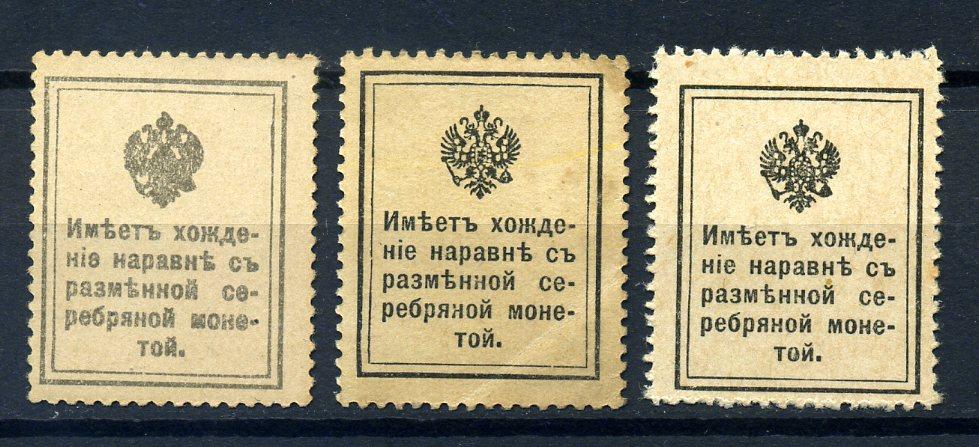 Имѣетъ хожде-
ніе наравнѣ съ
размѣнной се-
ребряной моне-
той.
Имѣетъ хожде-
ніе наравнѣ съ
размѣнной се-
ребряной моне-
той.
Имѣетъ хожде-
ніе наравнѣ съ
размѣнной се-
ребряной моне-
той.